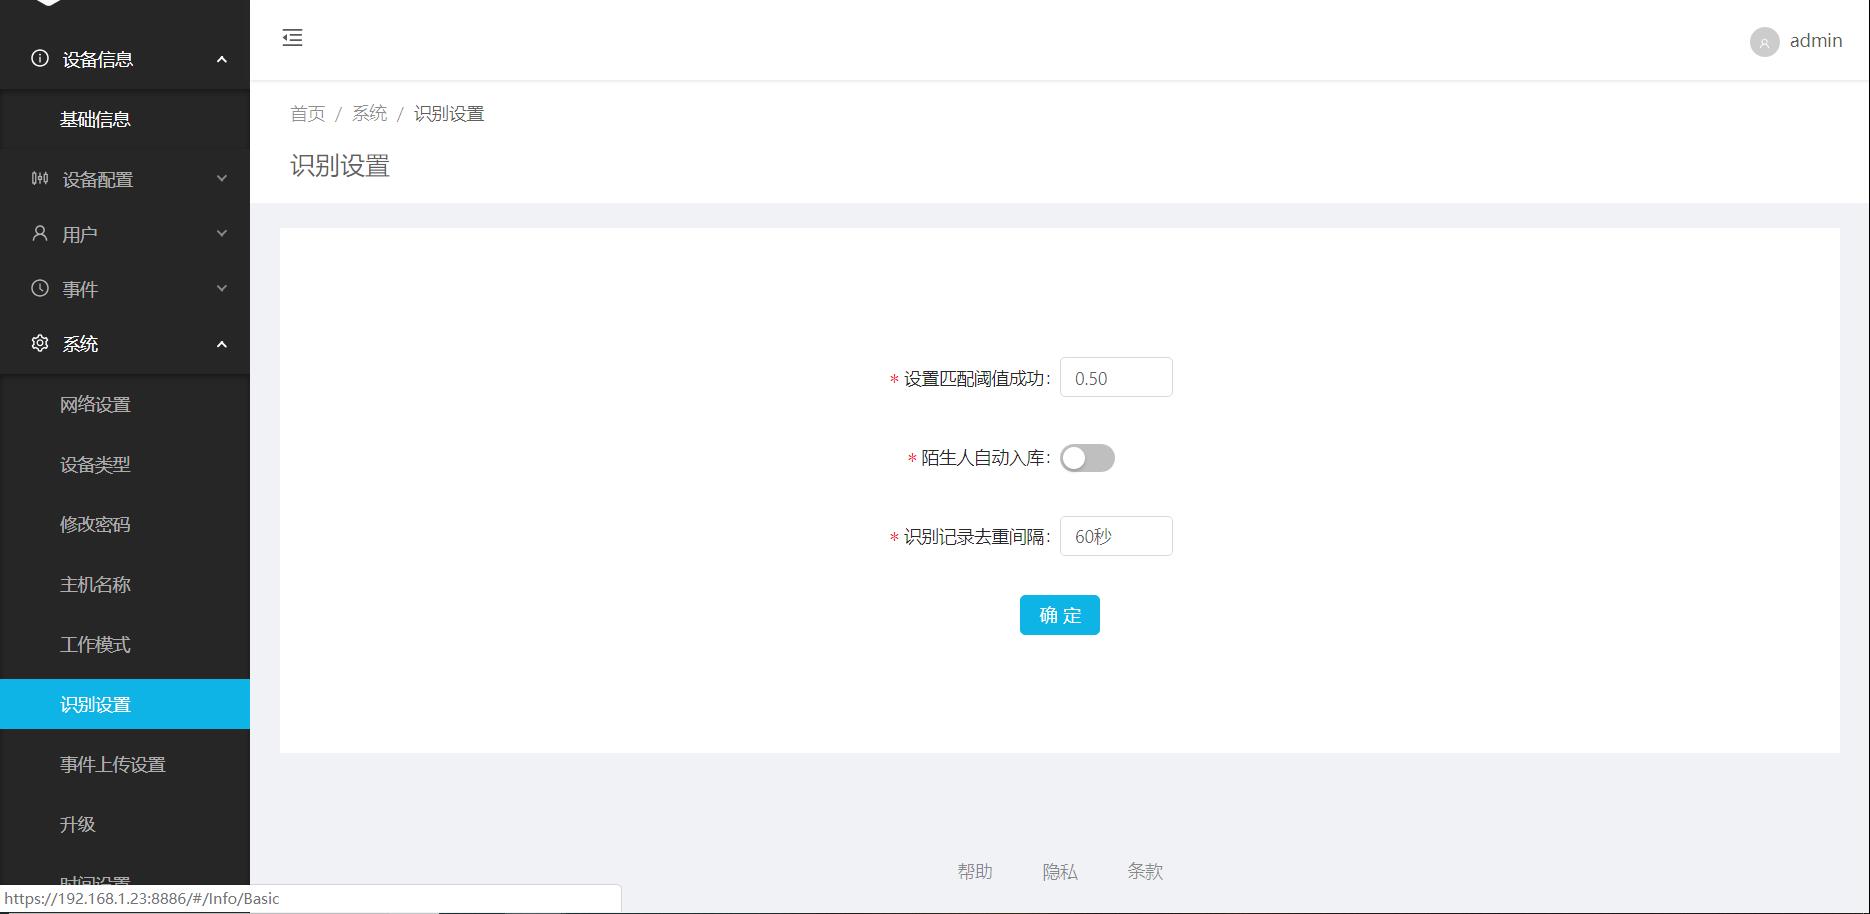 设备信息
基础信息
设备配置
用户
事件
系统
网络设置
设备类型
修改密码
主机名称
工作模式
识别设置
事件上传设置
升级
时间设置
https://192.168.1.23:8886/#/Info/Basic
admin
首页 / 系统 / 识别设置
识别设置
* 设置匹配阈值成功: 0.50
* 陌生人自动入库:
* 识别记录去重间隔: 60秒
确 定
帮助 隐私 条款